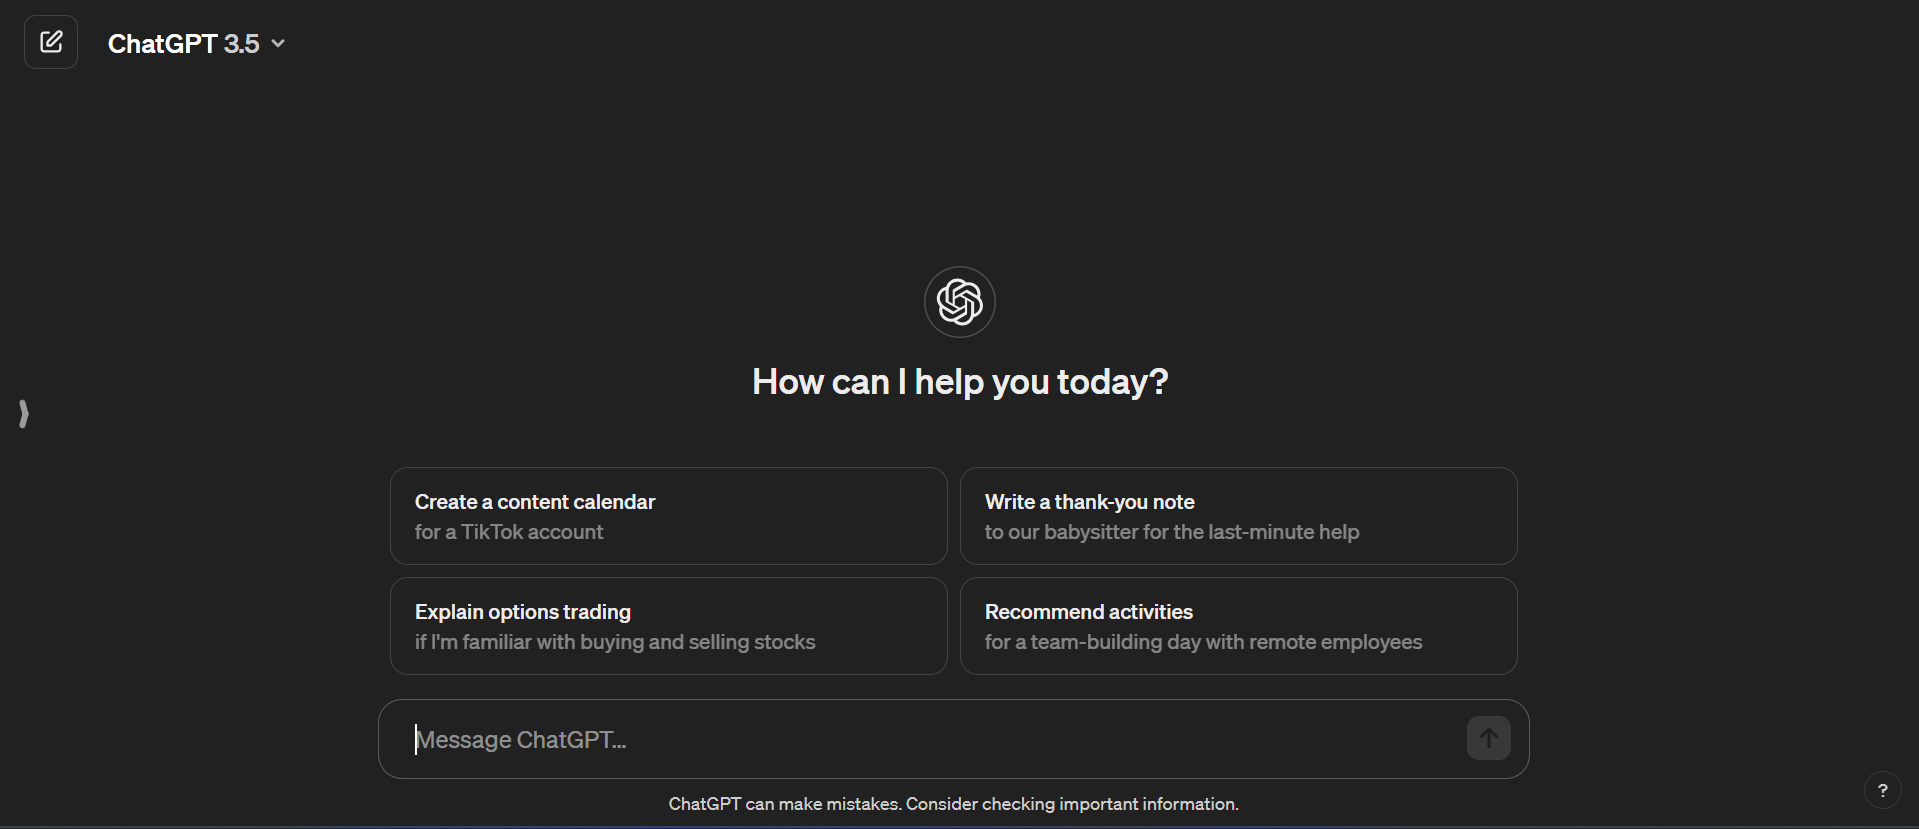 ChatGPT 3.5
How can I help you today?
Create a content calendar
for a TikTok account
Write a thank-you note
to our babysitter for the last-minute help
Explain options trading
if I'm familiar with buying and selling stocks
Recommend activities
for a team-building day with remote employees
Message ChatGPT...
ChatGPT can make mistakes. Consider checking important information.
?